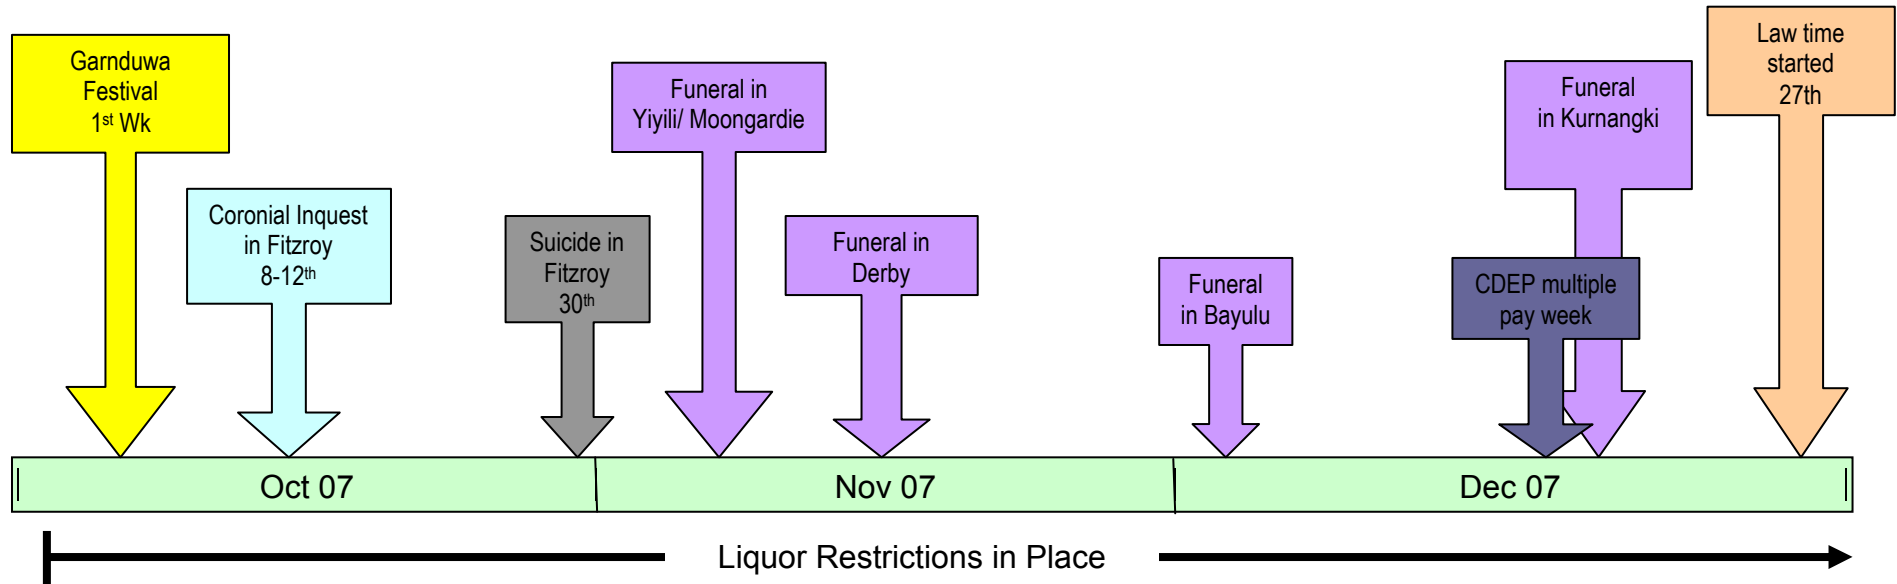 Garnduwa
Festival
1st Wk
Coronial Inquest
in Fitzroy
8-12th
Suicide in
Fitzroy
30th
Funeral in
Yiyili/ Moongardie
Funeral in
Derby
Funeral
in Bayulu
CDEP multiple
pay week
Funeral
in Kurnangki
Law time
started
27th
Oct 07
Nov 07
Dec 07
Liquor Restrictions in Place